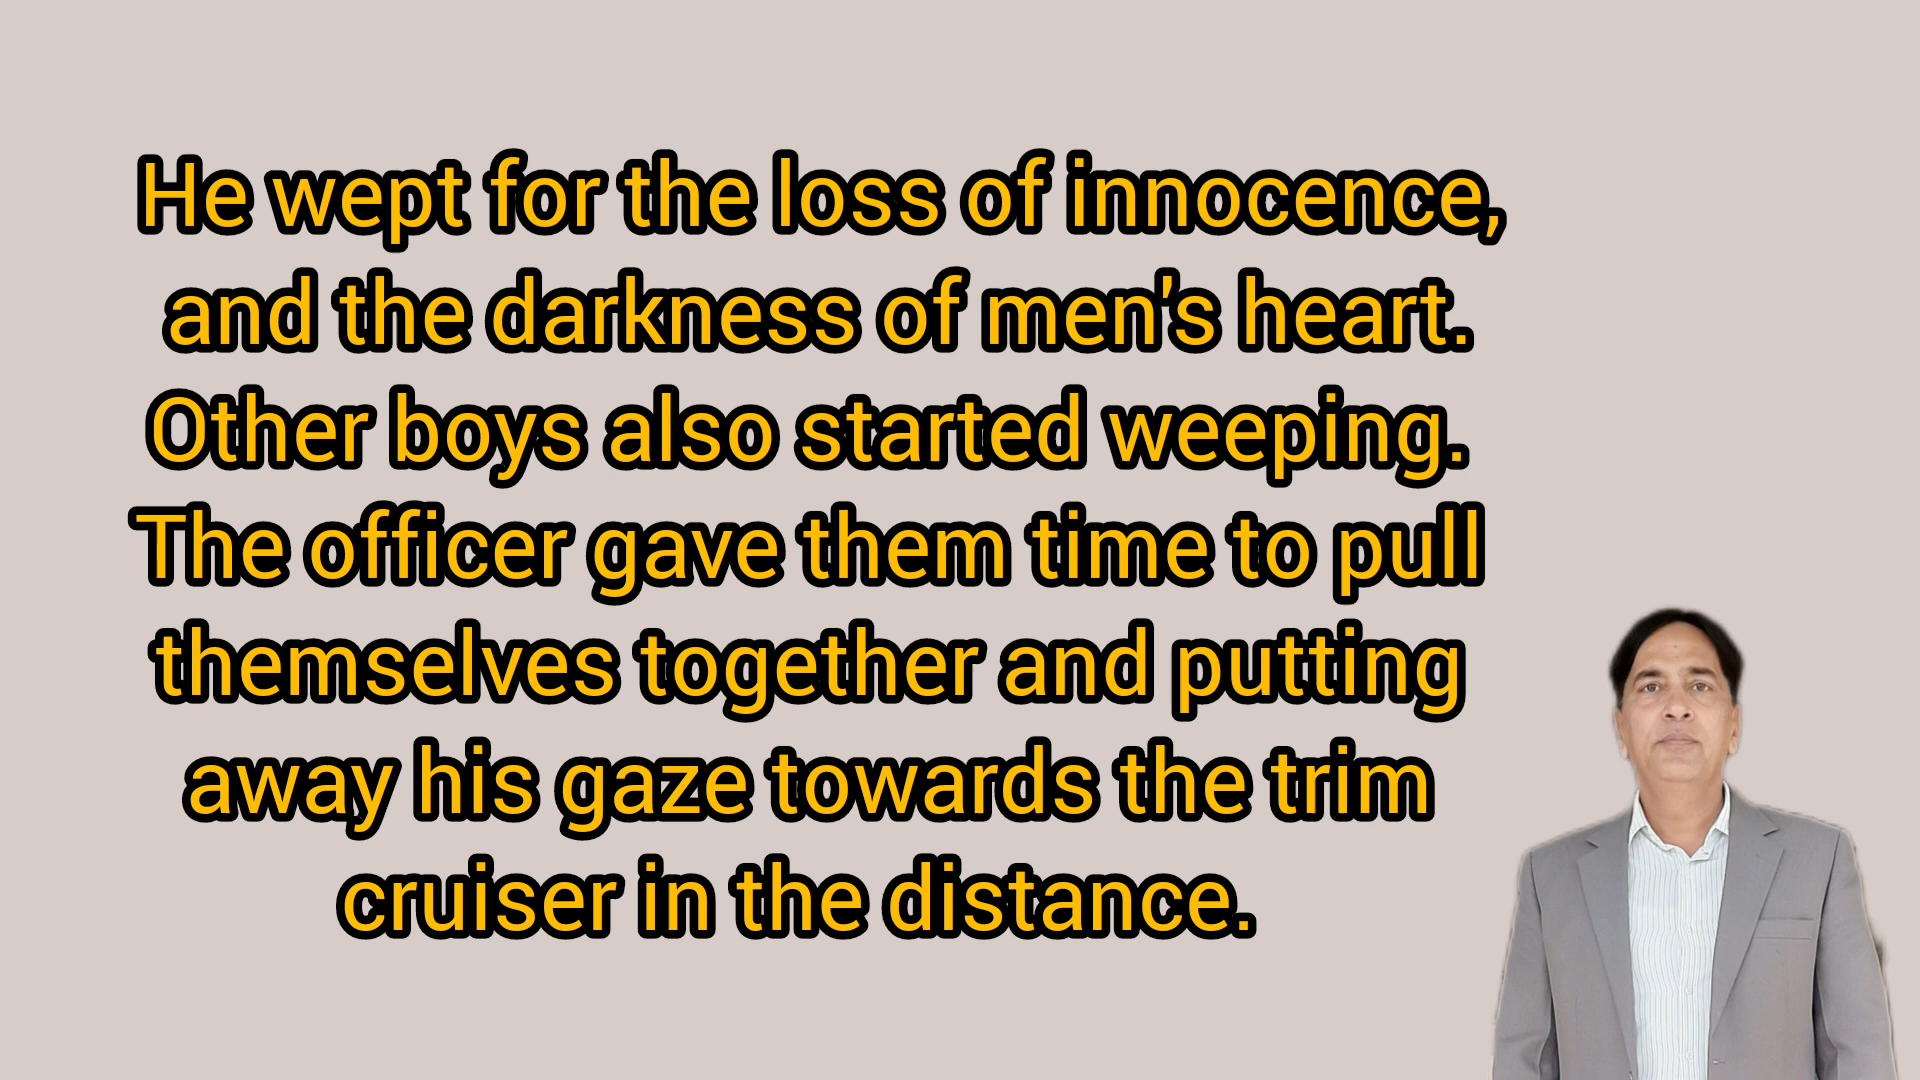 He wept for the loss of innocence,
and the darkness of men's heart.
Other boys also started weeping.
The officer gave them time to pull
themselves together and putting
away his gaze towards the trim
cruiser in the distance.